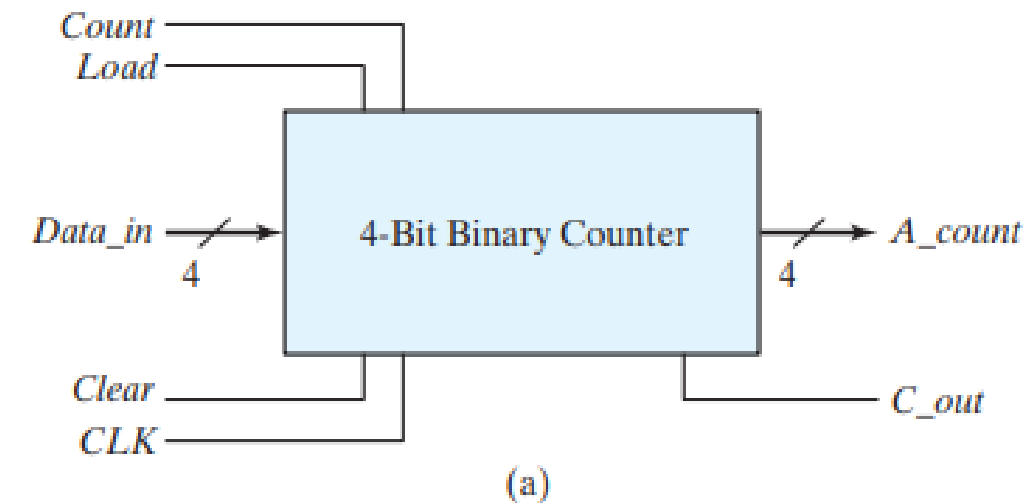 Count
Load
Data_in
4
4-Bit Binary Counter
A_count
4
Clear
CLK
C_out
(a)